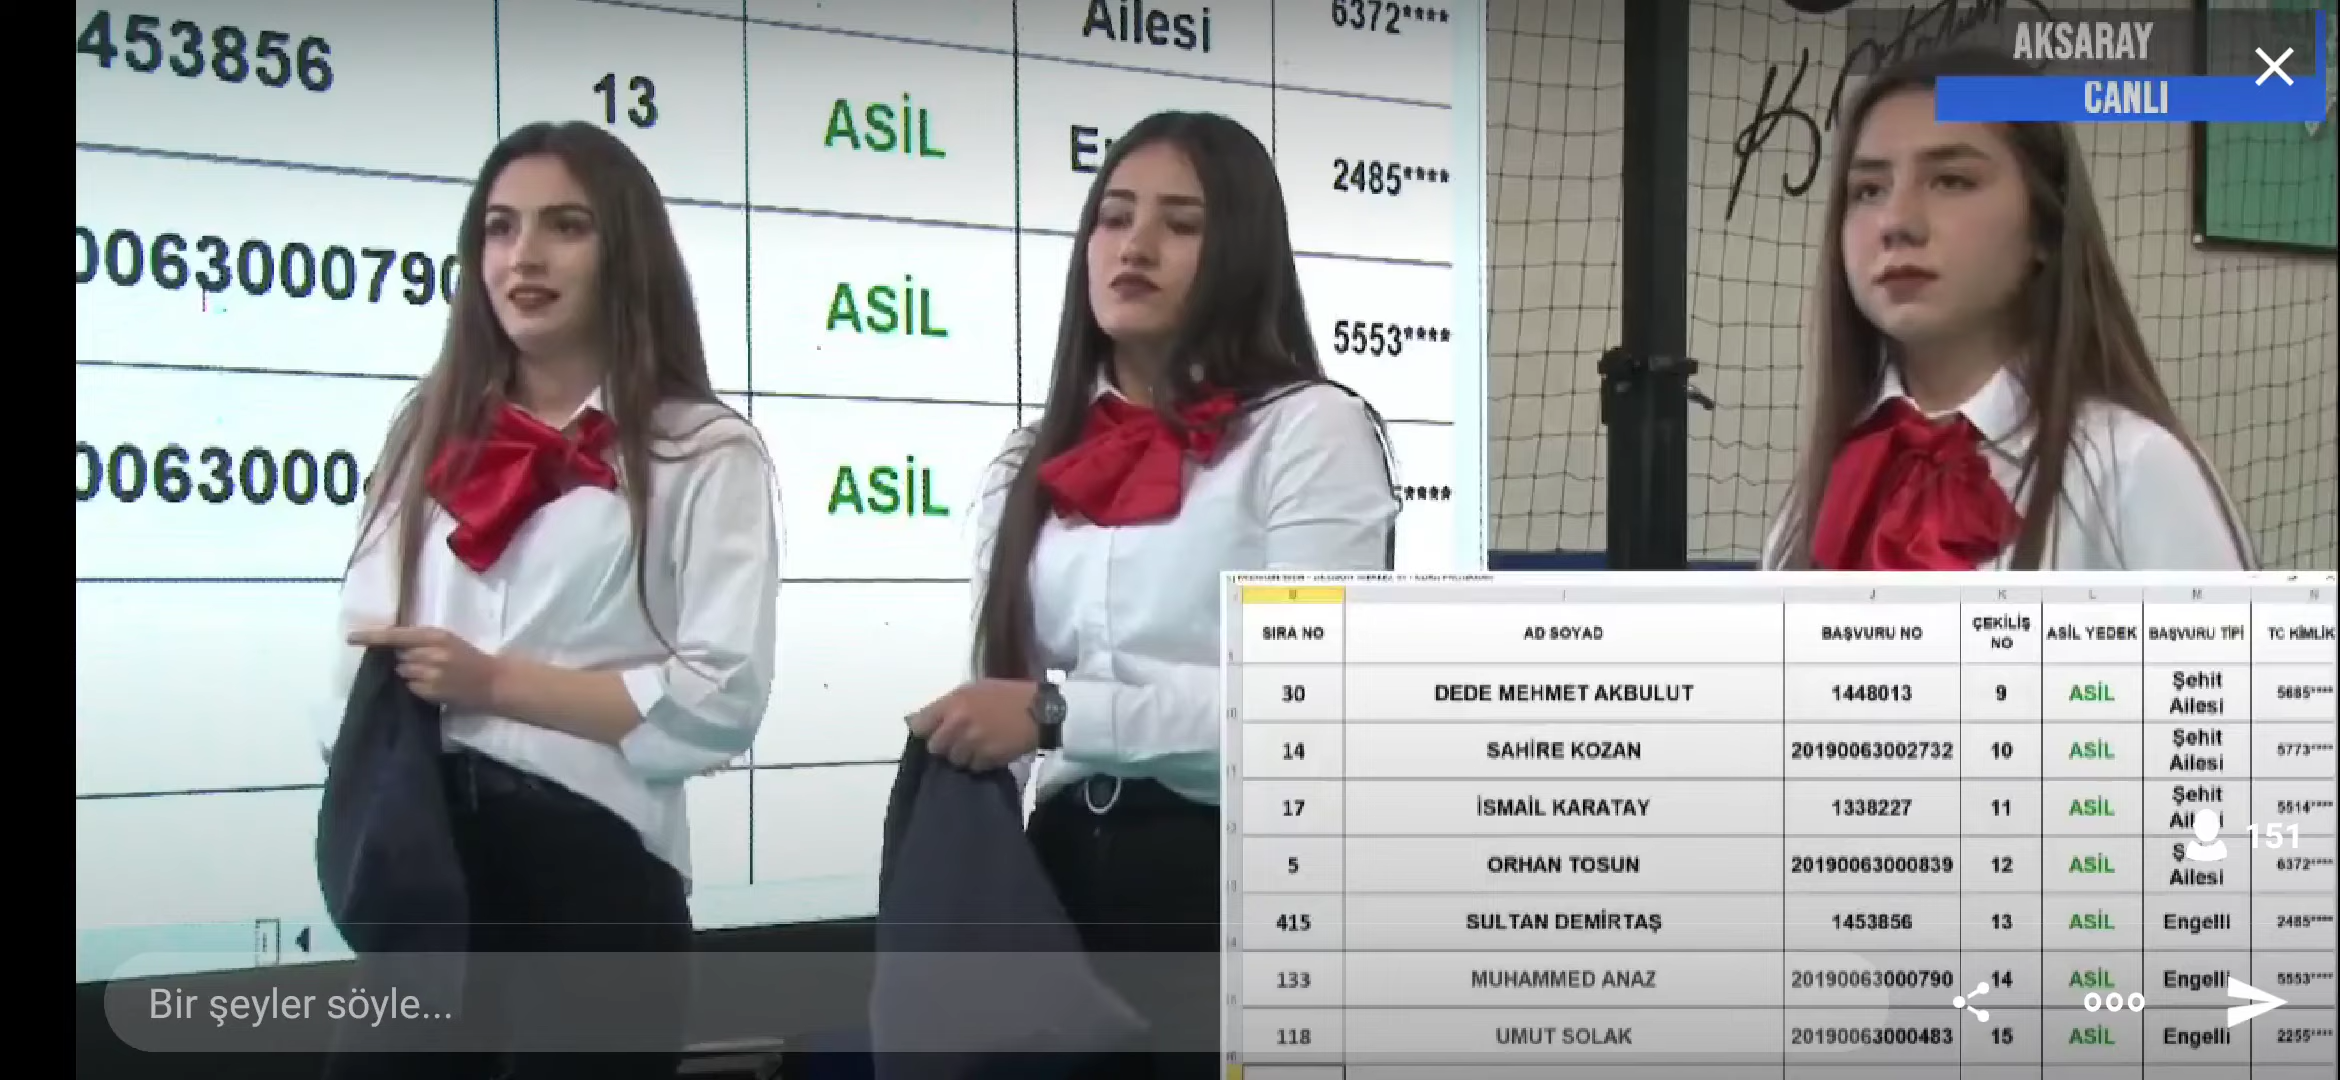 453856
13
ASİL
Ailesi
6372****
2485****
006300079
ASİL
5553****
0063000
ASİL
****
AKSARAY
CANLI
SIRA NO AD SOYAD BAŞVURU NO ÇEKİLİŞ NO ASİL YEDEK BAŞVURU TİPİ TC KİMLİK
30 DEDE MEHMET AKBULUT 1448013 9 ASİL Şehit Ailesi 5685****
14 SAHİRE KOZAN 20190063002732 10 ASİL Şehit Ailesi 5773****
17 İSMAİL KARATAY 1338227 11 ASİL Şehit 5514****
5 ORHAN TOSUN 20190063000839 12 ASİL Ailesi 6372****
415 SULTAN DEMİRTAŞ 1453856 13 ASİL Engelli 2485****
133 MUHAMMED ANAZ 20190063000790 14 ASİL Engelli 5553****
118 UMUT SOLAK 20190063000483 15 ASİL Engelli 2255****
151
Bir şeyler söyle...